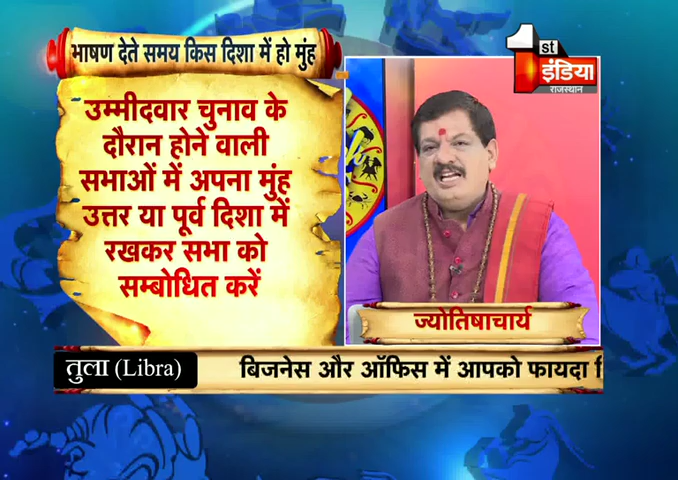 भाषण देते समय किस दिशा में हो मुंह
उम्मीदवार चुनाव के
दौरान होने वाली
सभाओं में अपना मुंह
उत्तर या पूर्व दिशा में
रखकर सभा को
सम्बोधित करें
1st
इंडिया
राजस्थान
ज्योतिषाचार्य
तुला (Libra) बिजनेस और ऑफिस में आपको फायदा